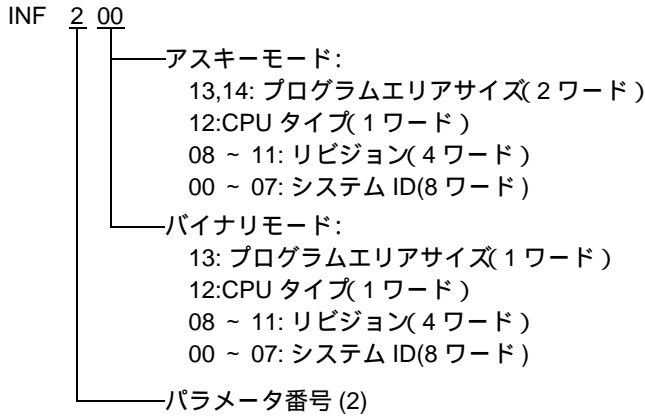 INF 2 00
アスキーモード:
13,14: プログラムエリアサイズ( 2 ワード )
12:CPU タイプ( 1 ワード )
08 ~ 11: リビジョン( 4 ワード )
00 ~ 07: システム ID(8 ワード )
バイナリモード:
13: プログラムエリアサイズ( 1 ワード )
12:CPU タイプ( 1 ワード )
08 ~ 11: リビジョン( 4 ワード )
00 ~ 07: システム ID(8 ワード )
パラメータ番号 (2)